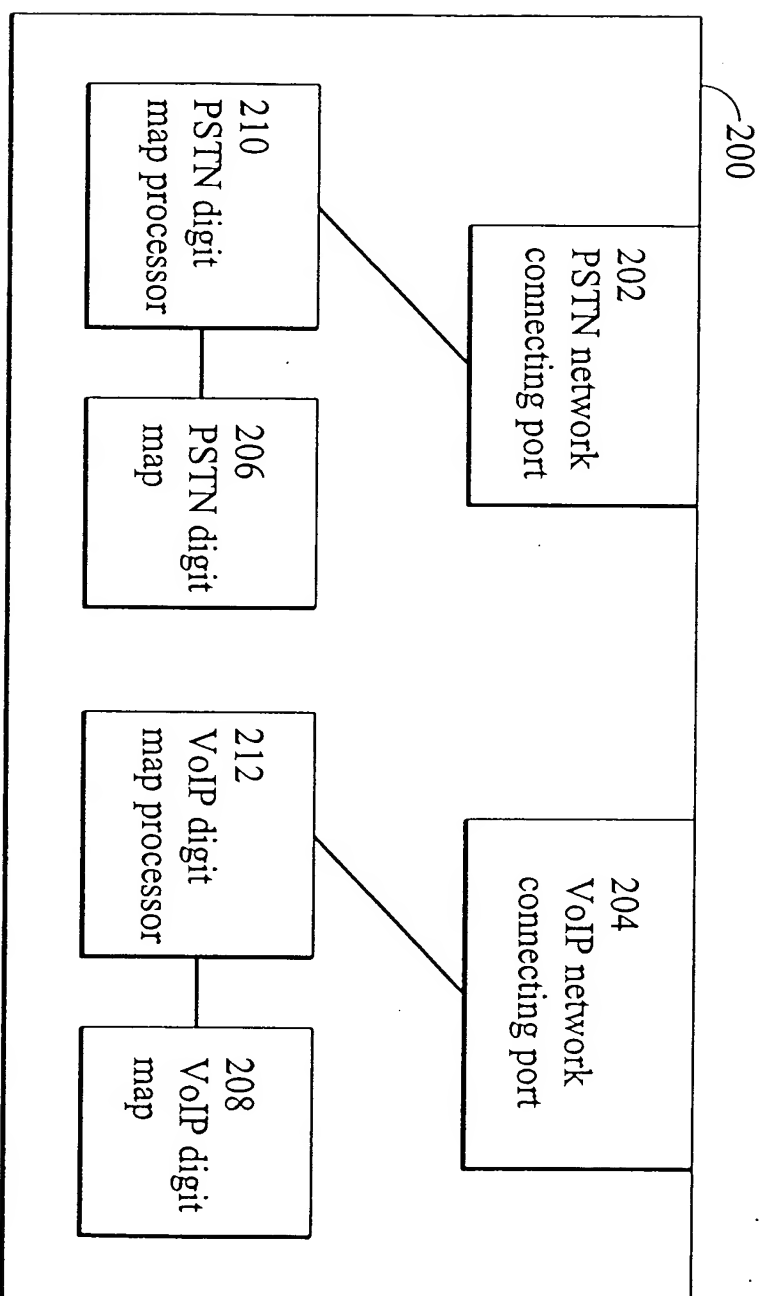 200
202
PSTN network
connecting port
204
VoIP network
connecting port
210
PSTN digit
map processor
206
PSTN digit
map
212
VoIP digit
map processor
208
VoIP digit
map